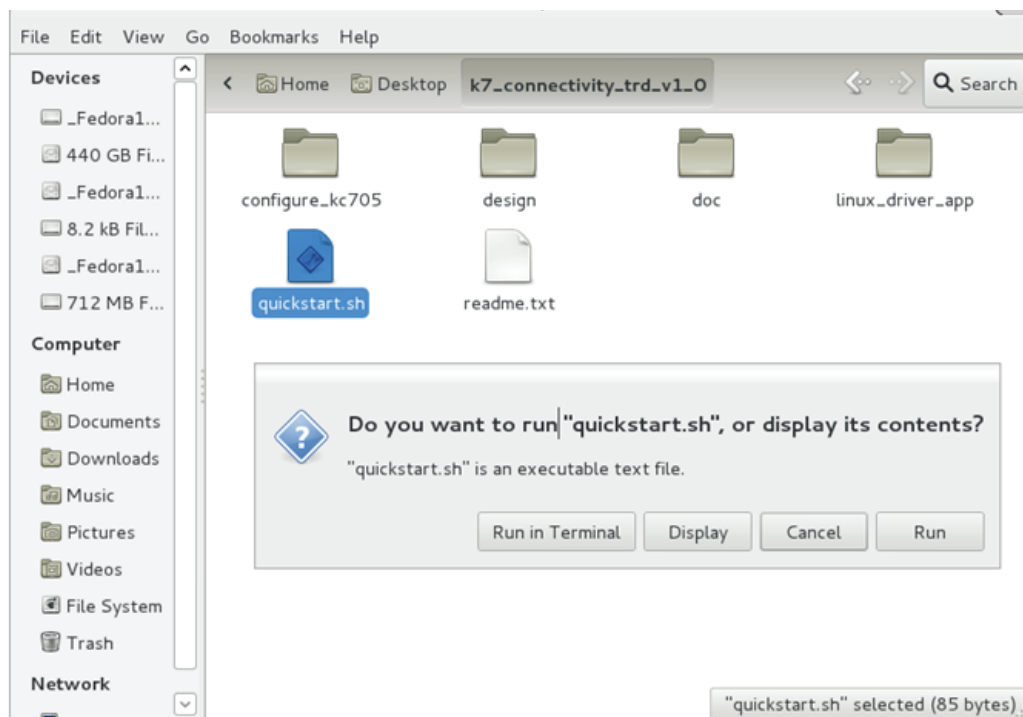 File Edit View Go Bookmarks Help
Devices
_Fedora1...
440 GB Fi...
_Fedora1...
8.2 kB Fil...
_Fedora1...
712 MB F...
Computer
Home
Documents
Downloads
Music
Pictures
Videos
File System
Trash
Network
Home Desktop k7_connectivity_trd_v1_0 Search
configure_kc705 design doc linux_driver_app
quickstart.sh readme.txt
Do you want to run "quickstart.sh", or display its contents?
"quickstart.sh" is an executable text file.
Run in Terminal Display Cancel Run
"quickstart.sh" selected (85 bytes)